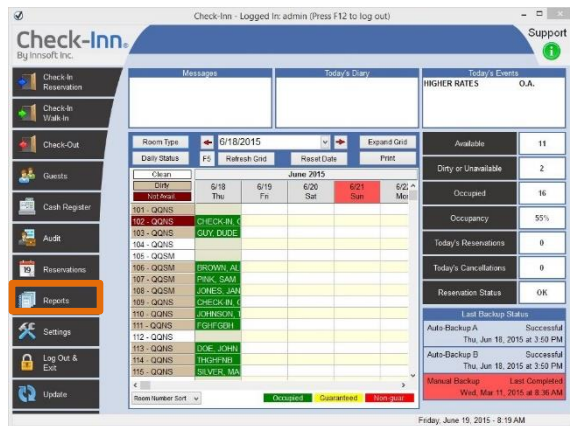 Check-Inn - Logged In: admin (Press F12 to log out)
Check-Inn.
By Innsoft Inc.
Support
Check-In
Reservation
Check-In
Walk-In
Check-Out
Guests
Cash Register
Audit
19
Reservations
Reports
Settings
Log Out &
Exit
Update
Messages
Today's Diary
Today's Events
HIGHER RATES O.A.
Room Type 6/18/2015 Expand Grid
Daily Status F5 Refresh Grid Reset Date Print
Clean June 2015
Dirty 6/18 6/19 6/20 6/21 6/22
Not Avail. Thu Fri Sat Sun Mo
101 - QQNS
102 - QQNS CHECK-IN, C
103 - QQNS GUY, DUDE
104 - QQNS
105 - QQSM
106 - QQSM BROWN, AL
107 - QQSM PINK, SAM
108 - QQSM JONES, JAN
109 - QQNS CHECK-IN, C
110 - QQNS JOHNSON, T
111 - QQNS FGHFGBH
112 - QQNS
113 - QQNS DOE, JOHN
114 - QQNS THGHFNB
115 - QQNS SILVER, MA
Room Number Sort Occupied Guaranteed Non-guar
Available 11
Dirty or Unavailable 2
Occupied 16
Occupancy 55%
Today's Reservations 0
Today's Cancellations 0
Reservation Status OK
Last Backup Status
Auto-Backup A Successful
Thu, Jun 18, 2015 at 3:50 PM
Auto-Backup B Successful
Thu, Jun 18, 2015 at 3:50 PM
Manual Backup Last Completed
Wed, Mar 11, 2015 at 8:36 AM
Friday, June 19, 2015 - 8:19 AM